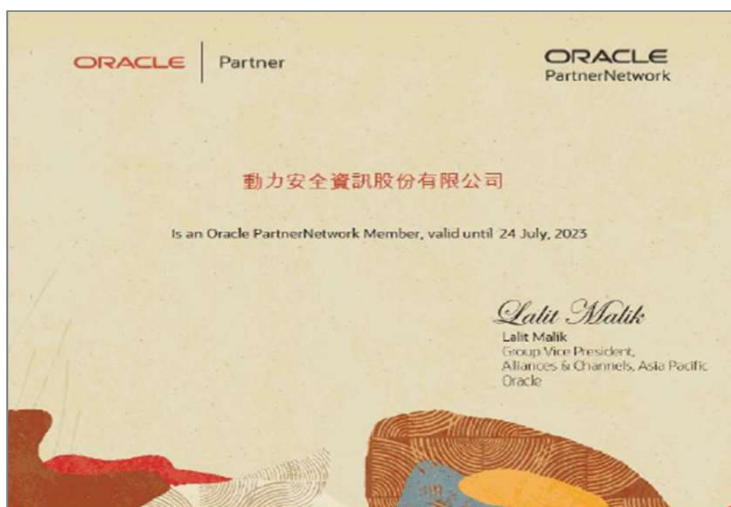 ORACLE | Partner
ORACLE
PartnerNetwork
動力安全資訊股份有限公司
Is an Oracle PartnerNetwork Member, valid until 24 July, 2023
Lalit Malik
Lalit Malik
Group Vice President,
Alliances & Channels, Asia Pacific
Oracle